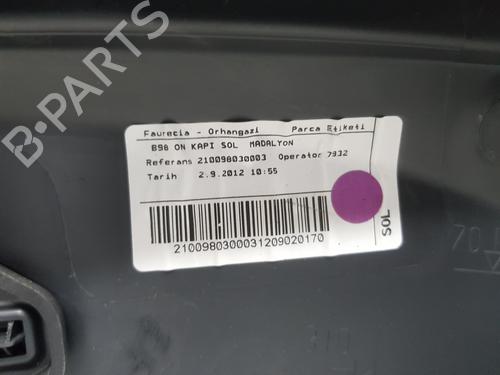 Faurecia - Orhangazi Parca Etiketi
B98 ON KAPI SOL MADALYON
Referans 210098030003 Operator 7932
Tarih 2.9.2012 10:55
SOL
2100980300031209020170